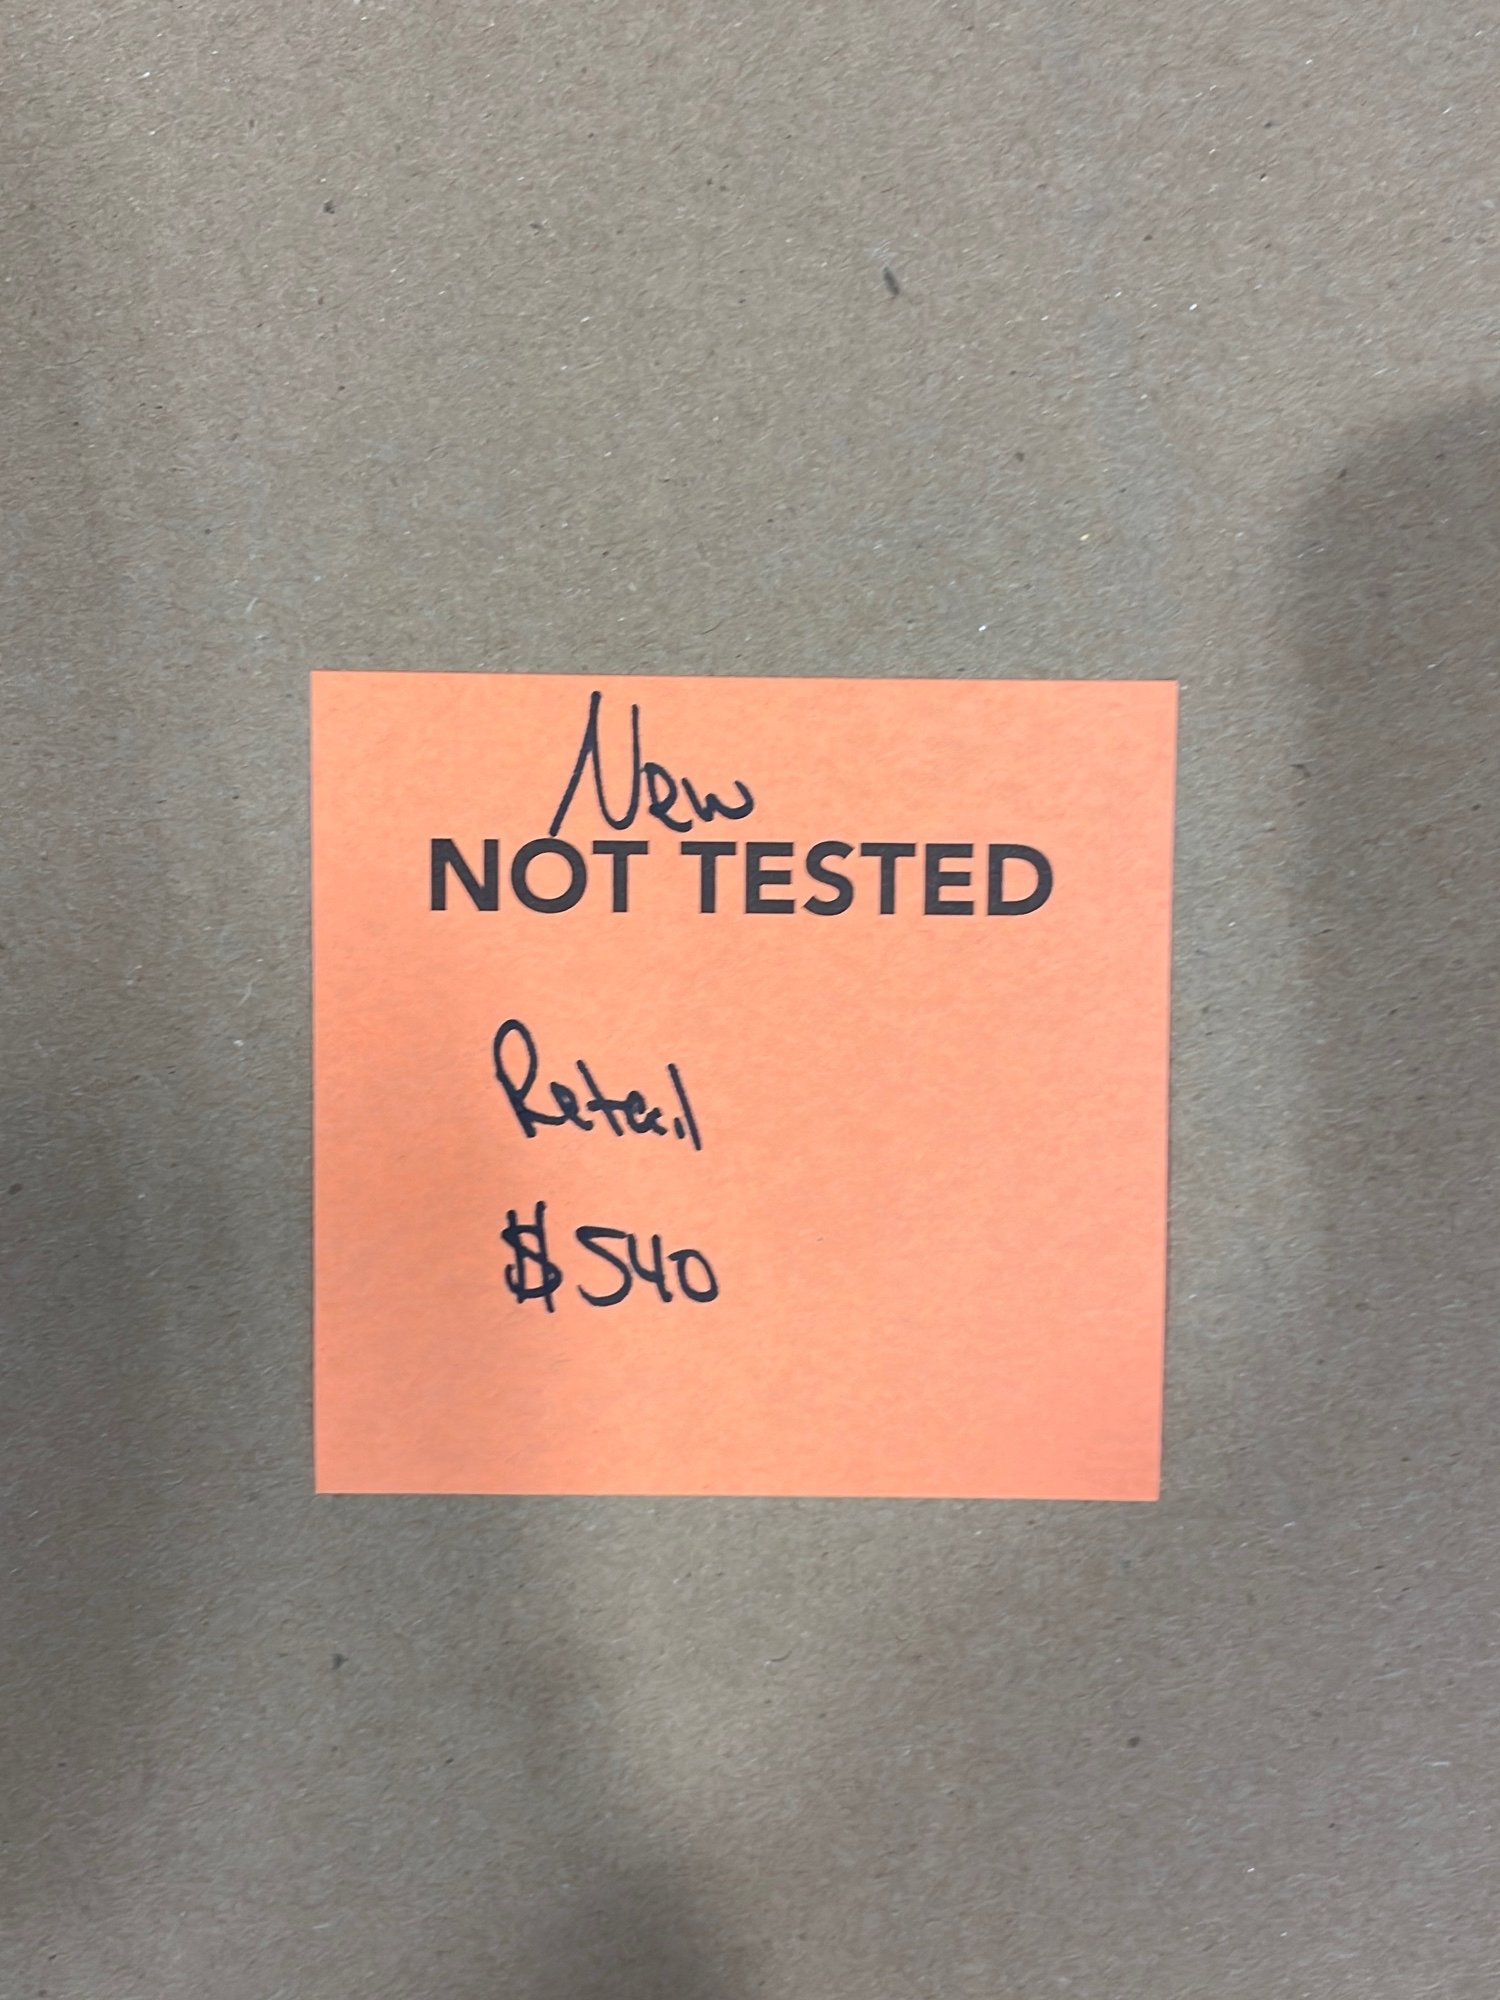 New
NOT TESTED
Retail
$540